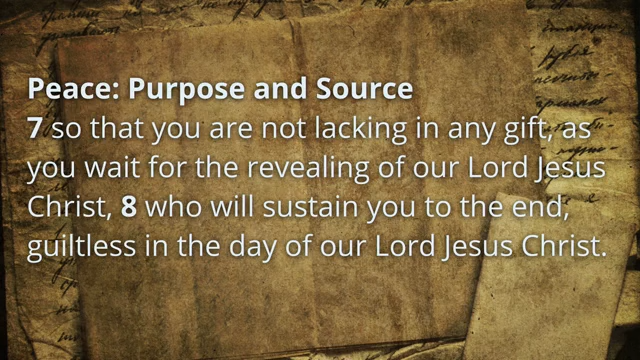 Peace: Purpose and Source
7 so that you are not lacking in any gift, as
you wait for the revealing of our Lord Jesus
Christ, 8 who will sustain you to the end,
guiltless in the day of our Lord Jesus Christ.